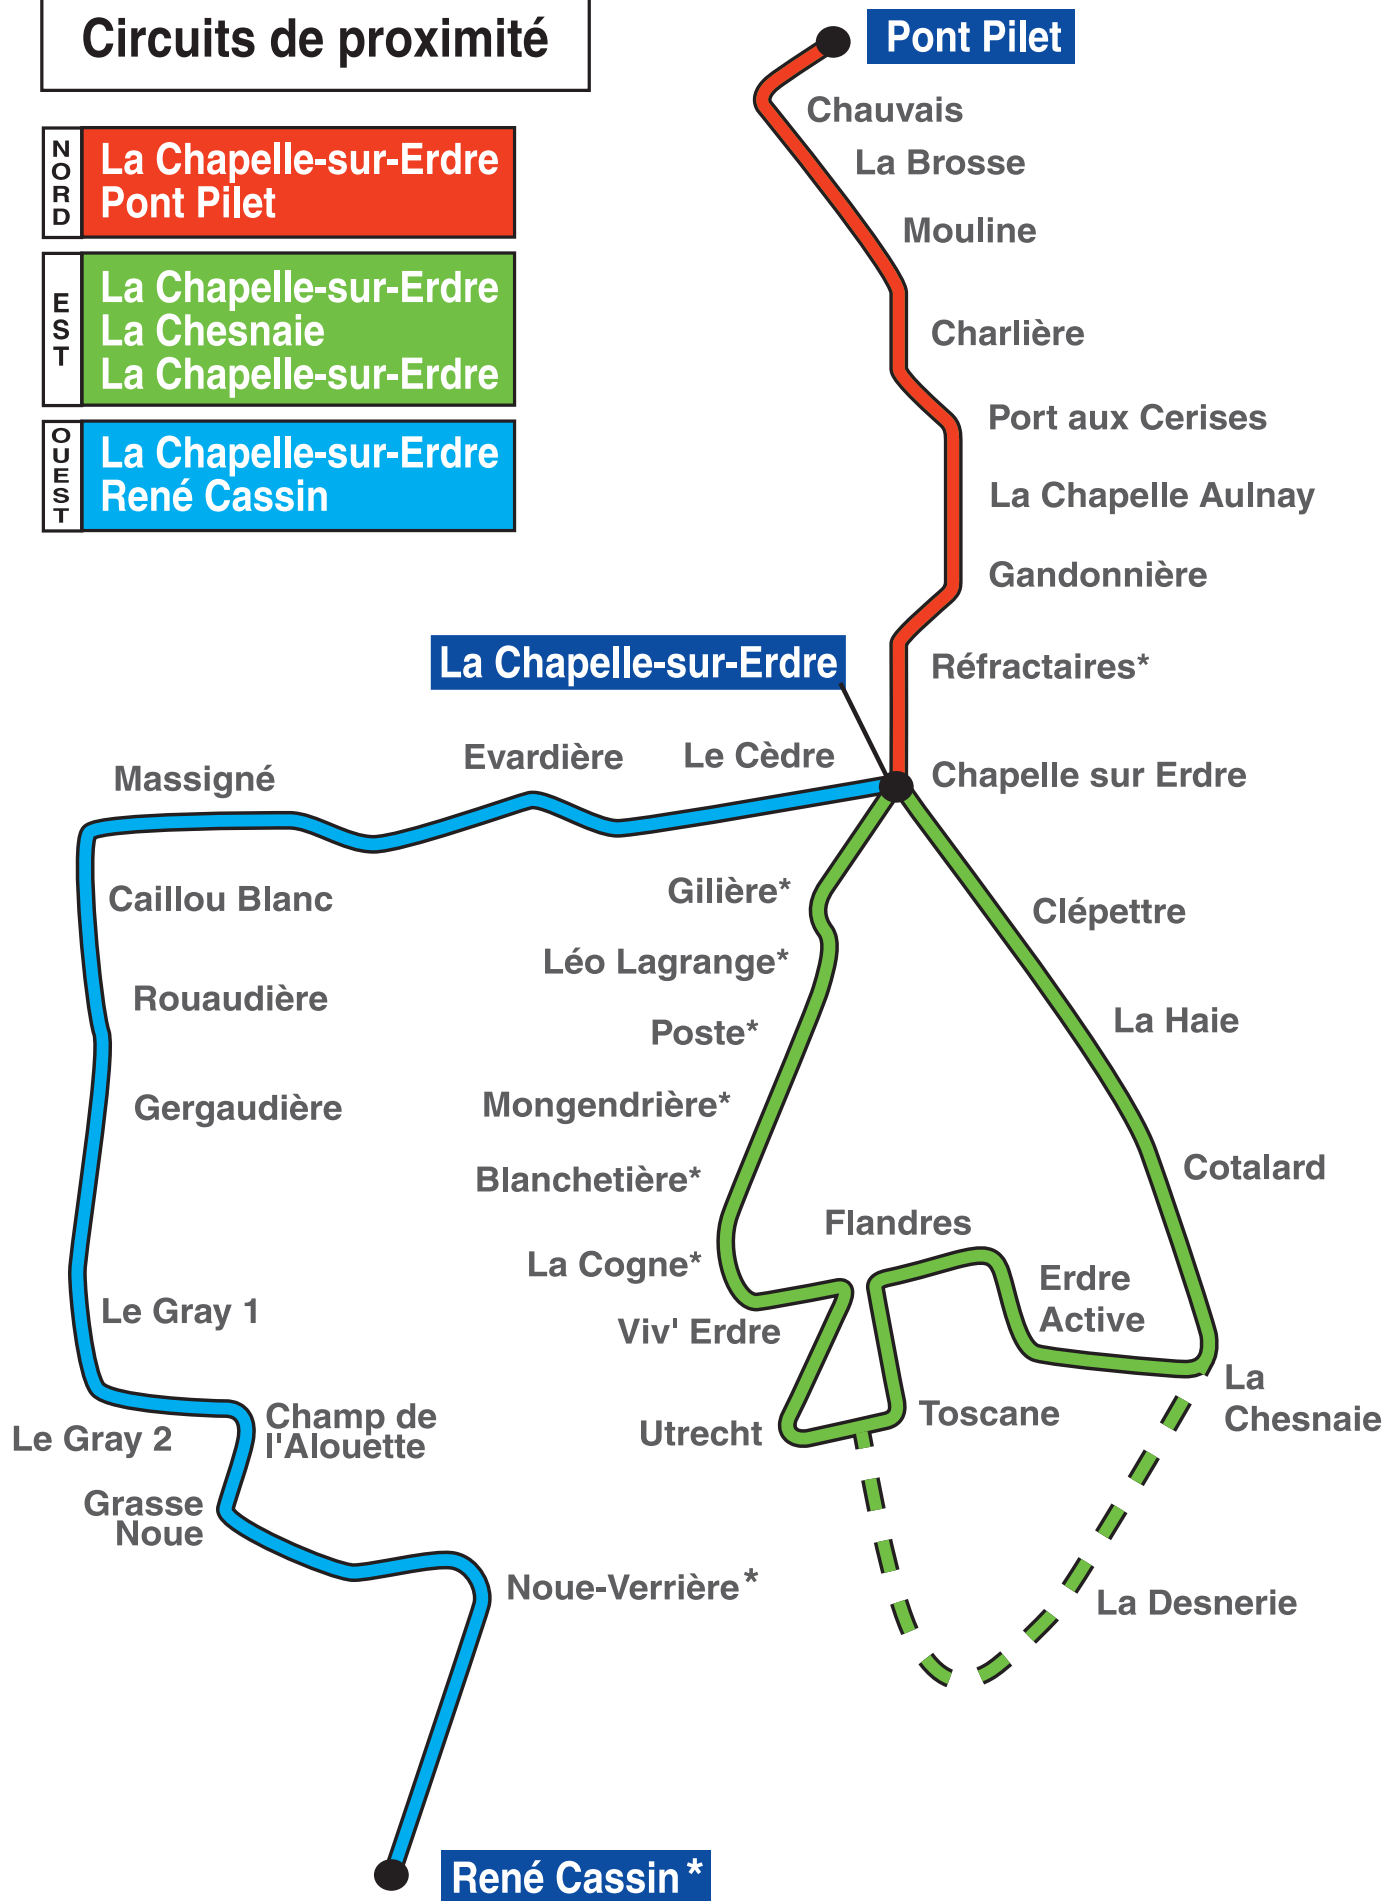 Circuits de proximité
NORD
La Chapelle-sur-Erdre
Pont Pilet
EST
La Chapelle-sur-Erdre
La Chesnaie
La Chapelle-sur-Erdre
OUEST
La Chapelle-sur-Erdre
René Cassin
Pont Pilet
Chauvais
La Brosse
Mouline
Charlière
Port aux Cerises
La Chapelle Aulnay
Gandonnière
Réfractaires*
La Chapelle-sur-Erdre
Chapelle sur Erdre
Le Cèdre
Evardière
Massigné
Caillou Blanc
Rouaudière
Gergaudière
Le Gray 1
Le Gray 2
Champ de
l'Alouette
Grasse
Noue
Noue-Verrière*
René Cassin*
Gilière*
Léo Lagrange*
Poste*
Mongendrière*
Blanchetière*
La Cogne*
Viv' Erdre
Utrecht
Toscane
Flandres
Erdre
Active
La
Chesnaie
Cotalard
La Haie
Clépettre
La Desnerie